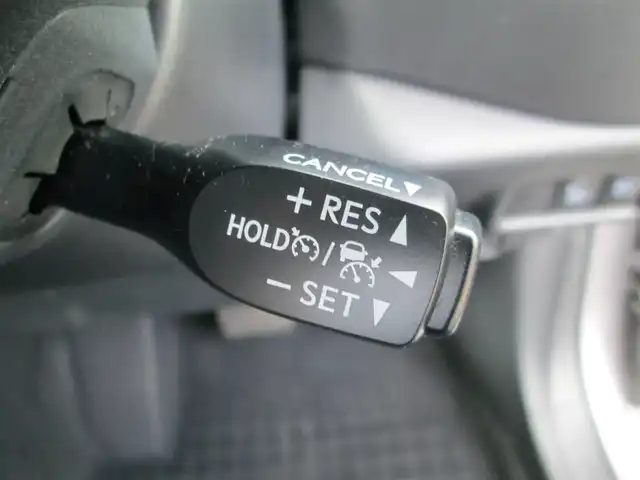 CANCEL▼
+ RES ▲
HOLD /
− SET ▼